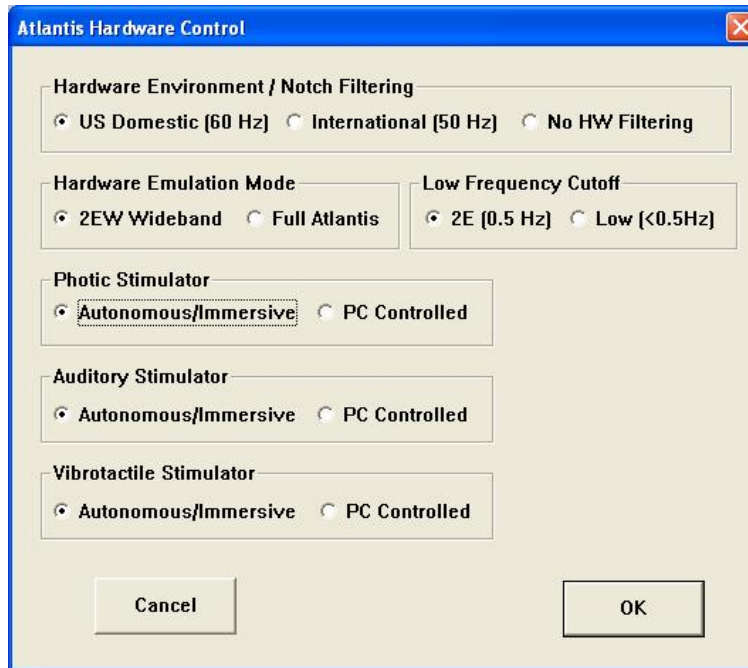 Atlantis Hardware Control
Hardware Environment / Notch Filtering
US Domestic (60 Hz) International (50 Hz) No HW Filtering
Hardware Emulation Mode Low Frequency Cutoff
2EW Wideband Full Atlantis 2E (0.5 Hz) Low (<0.5Hz)
Photic Stimulator
Autonomous/Immersive PC Controlled
Auditory Stimulator
Autonomous/Immersive PC Controlled
Vibrotactile Stimulator
Autonomous/Immersive PC Controlled
Cancel OK